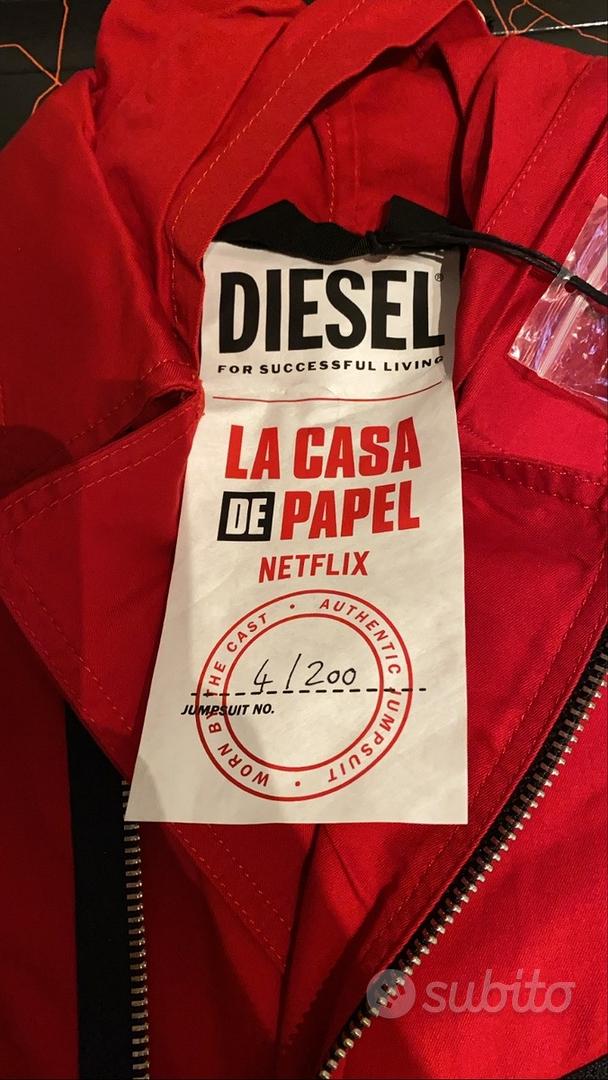 DIESEL®
FOR SUCCESSFUL LIVING
LA CASA
DE PAPEL
NETFLIX
WORN BY THE CAST • AUTHENTIC JUMPSUIT •
4/200
JUMPSUIT NO.
subito